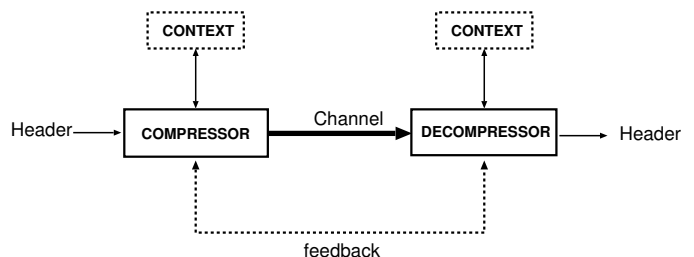 CONTEXT
CONTEXT
Header
COMPRESSOR
Channel
DECOMPRESSOR
Header
feedback